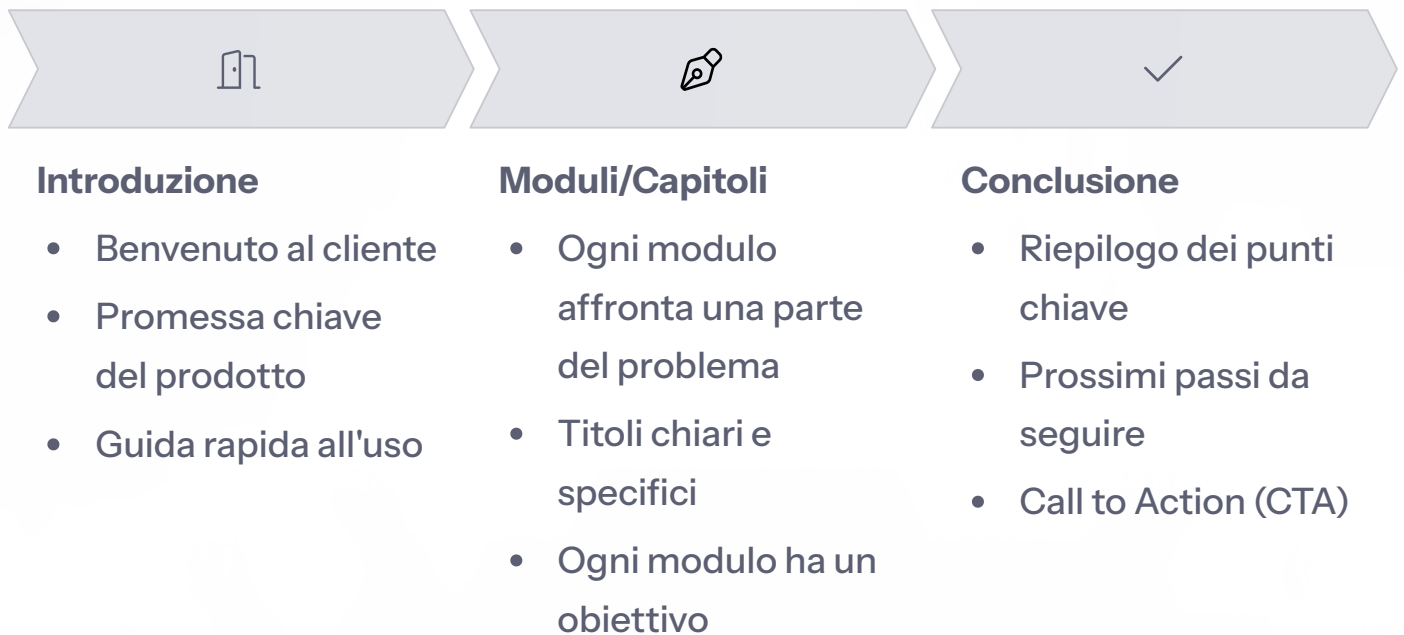 Introduzione
• Benvenuto al cliente
• Promessa chiave
del prodotto
• Guida rapida all'uso
Moduli/Capitoli
• Ogni modulo
affronta una parte
del problema
• Titoli chiari e
specifici
• Ogni modulo ha un
obiettivo
Conclusione
• Riepilogo dei punti
chiave
• Prossimi passi da
seguire
• Call to Action (CTA)